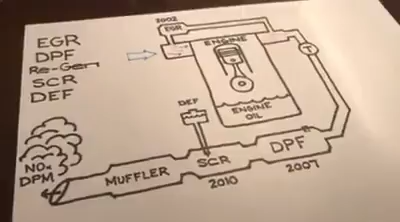 EGR
DPF
Re-Gen
SCR
DEF
2002
EGR
ENGINE
T
ENGINE
OIL
DEF
NOx
DPM
MUFFLER
SCR
DPF
2010
2007